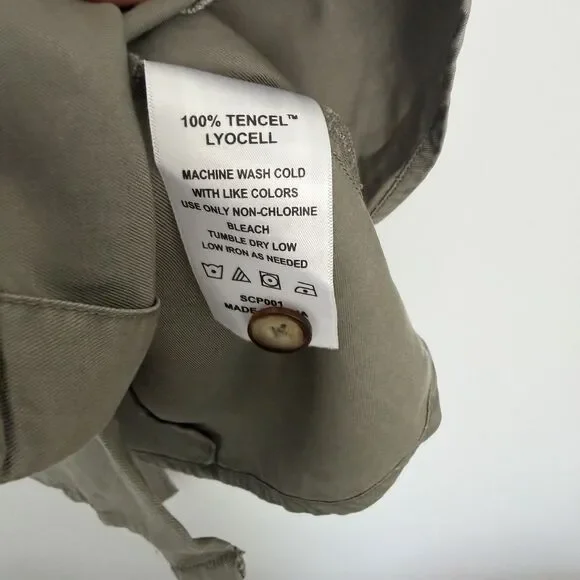 100% TENCEL™
LYOCELL
MACHINE WASH COLD
WITH LIKE COLORS
USE ONLY NON-CHLORINE
BLEACH
TUMBLE DRY LOW
LOW IRON AS NEEDED
SCP001
MADE